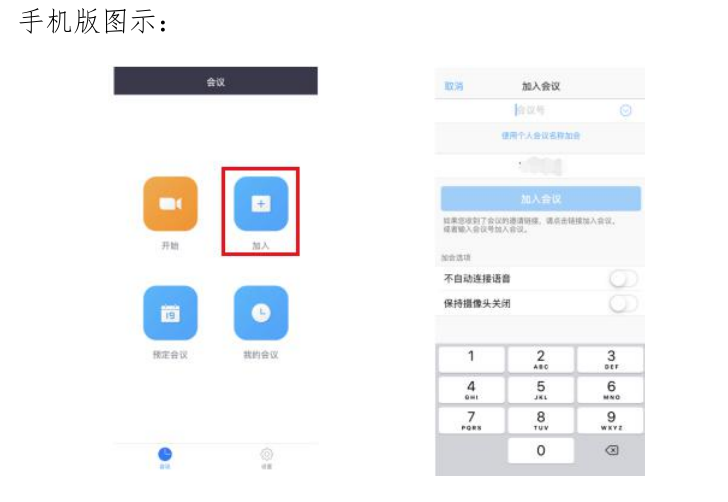 手机版图示：
会议
开始
加入
预定会议
我的会议
会议
设置
取消
加入会议
会议号
使用个人会议名称加会
加入会议
如果您收到了会议的邀请链接，请点击链接加入会议，
或者输入会议号加入会议。
加会选项
不自动连接语音
保持摄像头关闭
1
2
ABC
3
DEF
4
GHI
5
JKL
6
MNO
7
PQRS
8
TUV
9
WXYZ
0
19